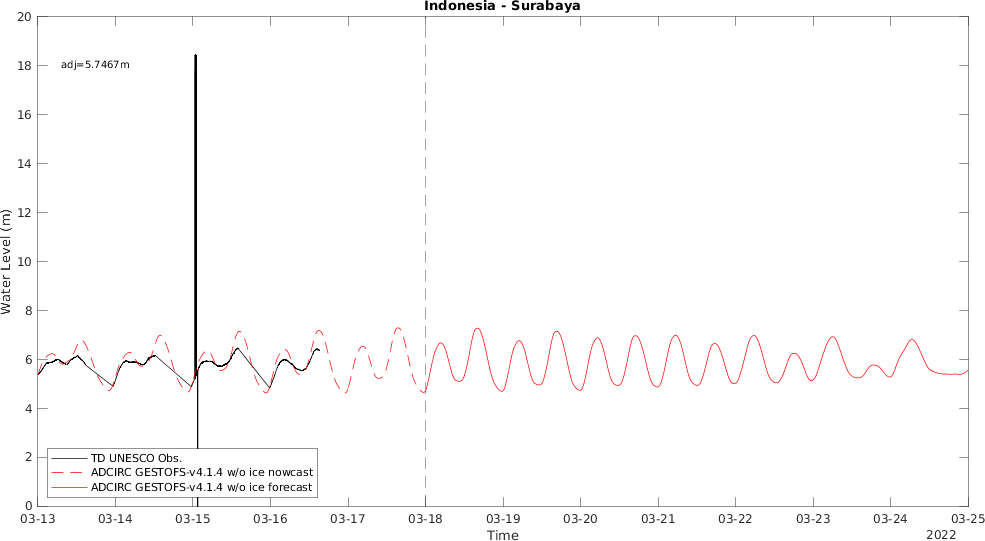 Indonesia - Surabaya
20
18
16
14
12
10
8
6
4
2
0
Water Level (m)
adj=5.7467m
TD UNESCO Obs.
ADCIRC GESTOFS-v4.1.4 w/o ice nowcast
ADCIRC GESTOFS-v4.1.4 w/o ice forecast
03-13 03-14 03-15 03-16 03-17 03-18 03-19 03-20 03-21 03-22 03-23 03-24 03-25
Time
2022